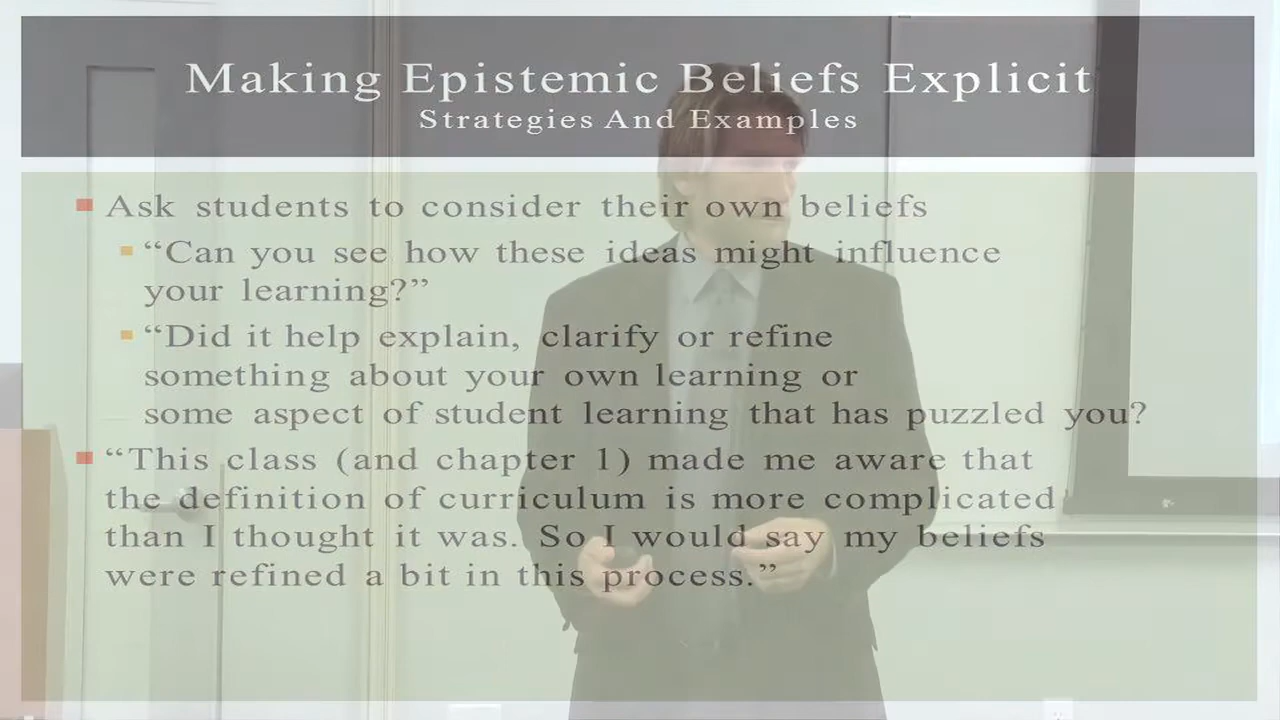 Making Epistemic Beliefs Explicit
Strategies And Examples
Ask students to consider their own beliefs
“Can you see how these ideas might influence
your learning?”
“Did it help explain, clarify or refine
something about your own learning or
some aspect of student learning that has puzzled you?
“This class (and chapter 1) made me aware that
the definition of curriculum is more complicated
than I thought it was. So I would say my beliefs
were refined a bit in this process.”